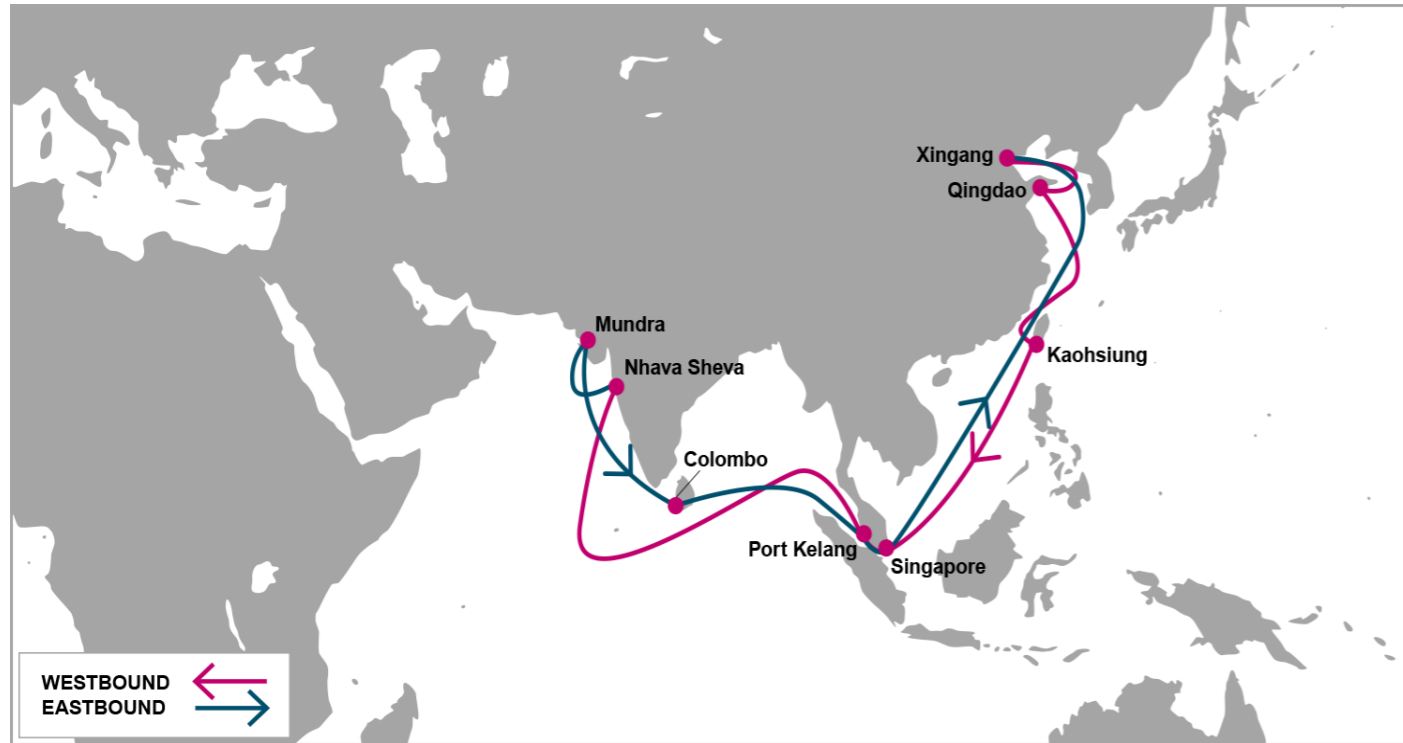 Xingang
Qingdao
Mundra
Kaohsiung
Nhava Sheva
Colombo
Port Kelang
Singapore
WESTBOUND
EASTBOUND